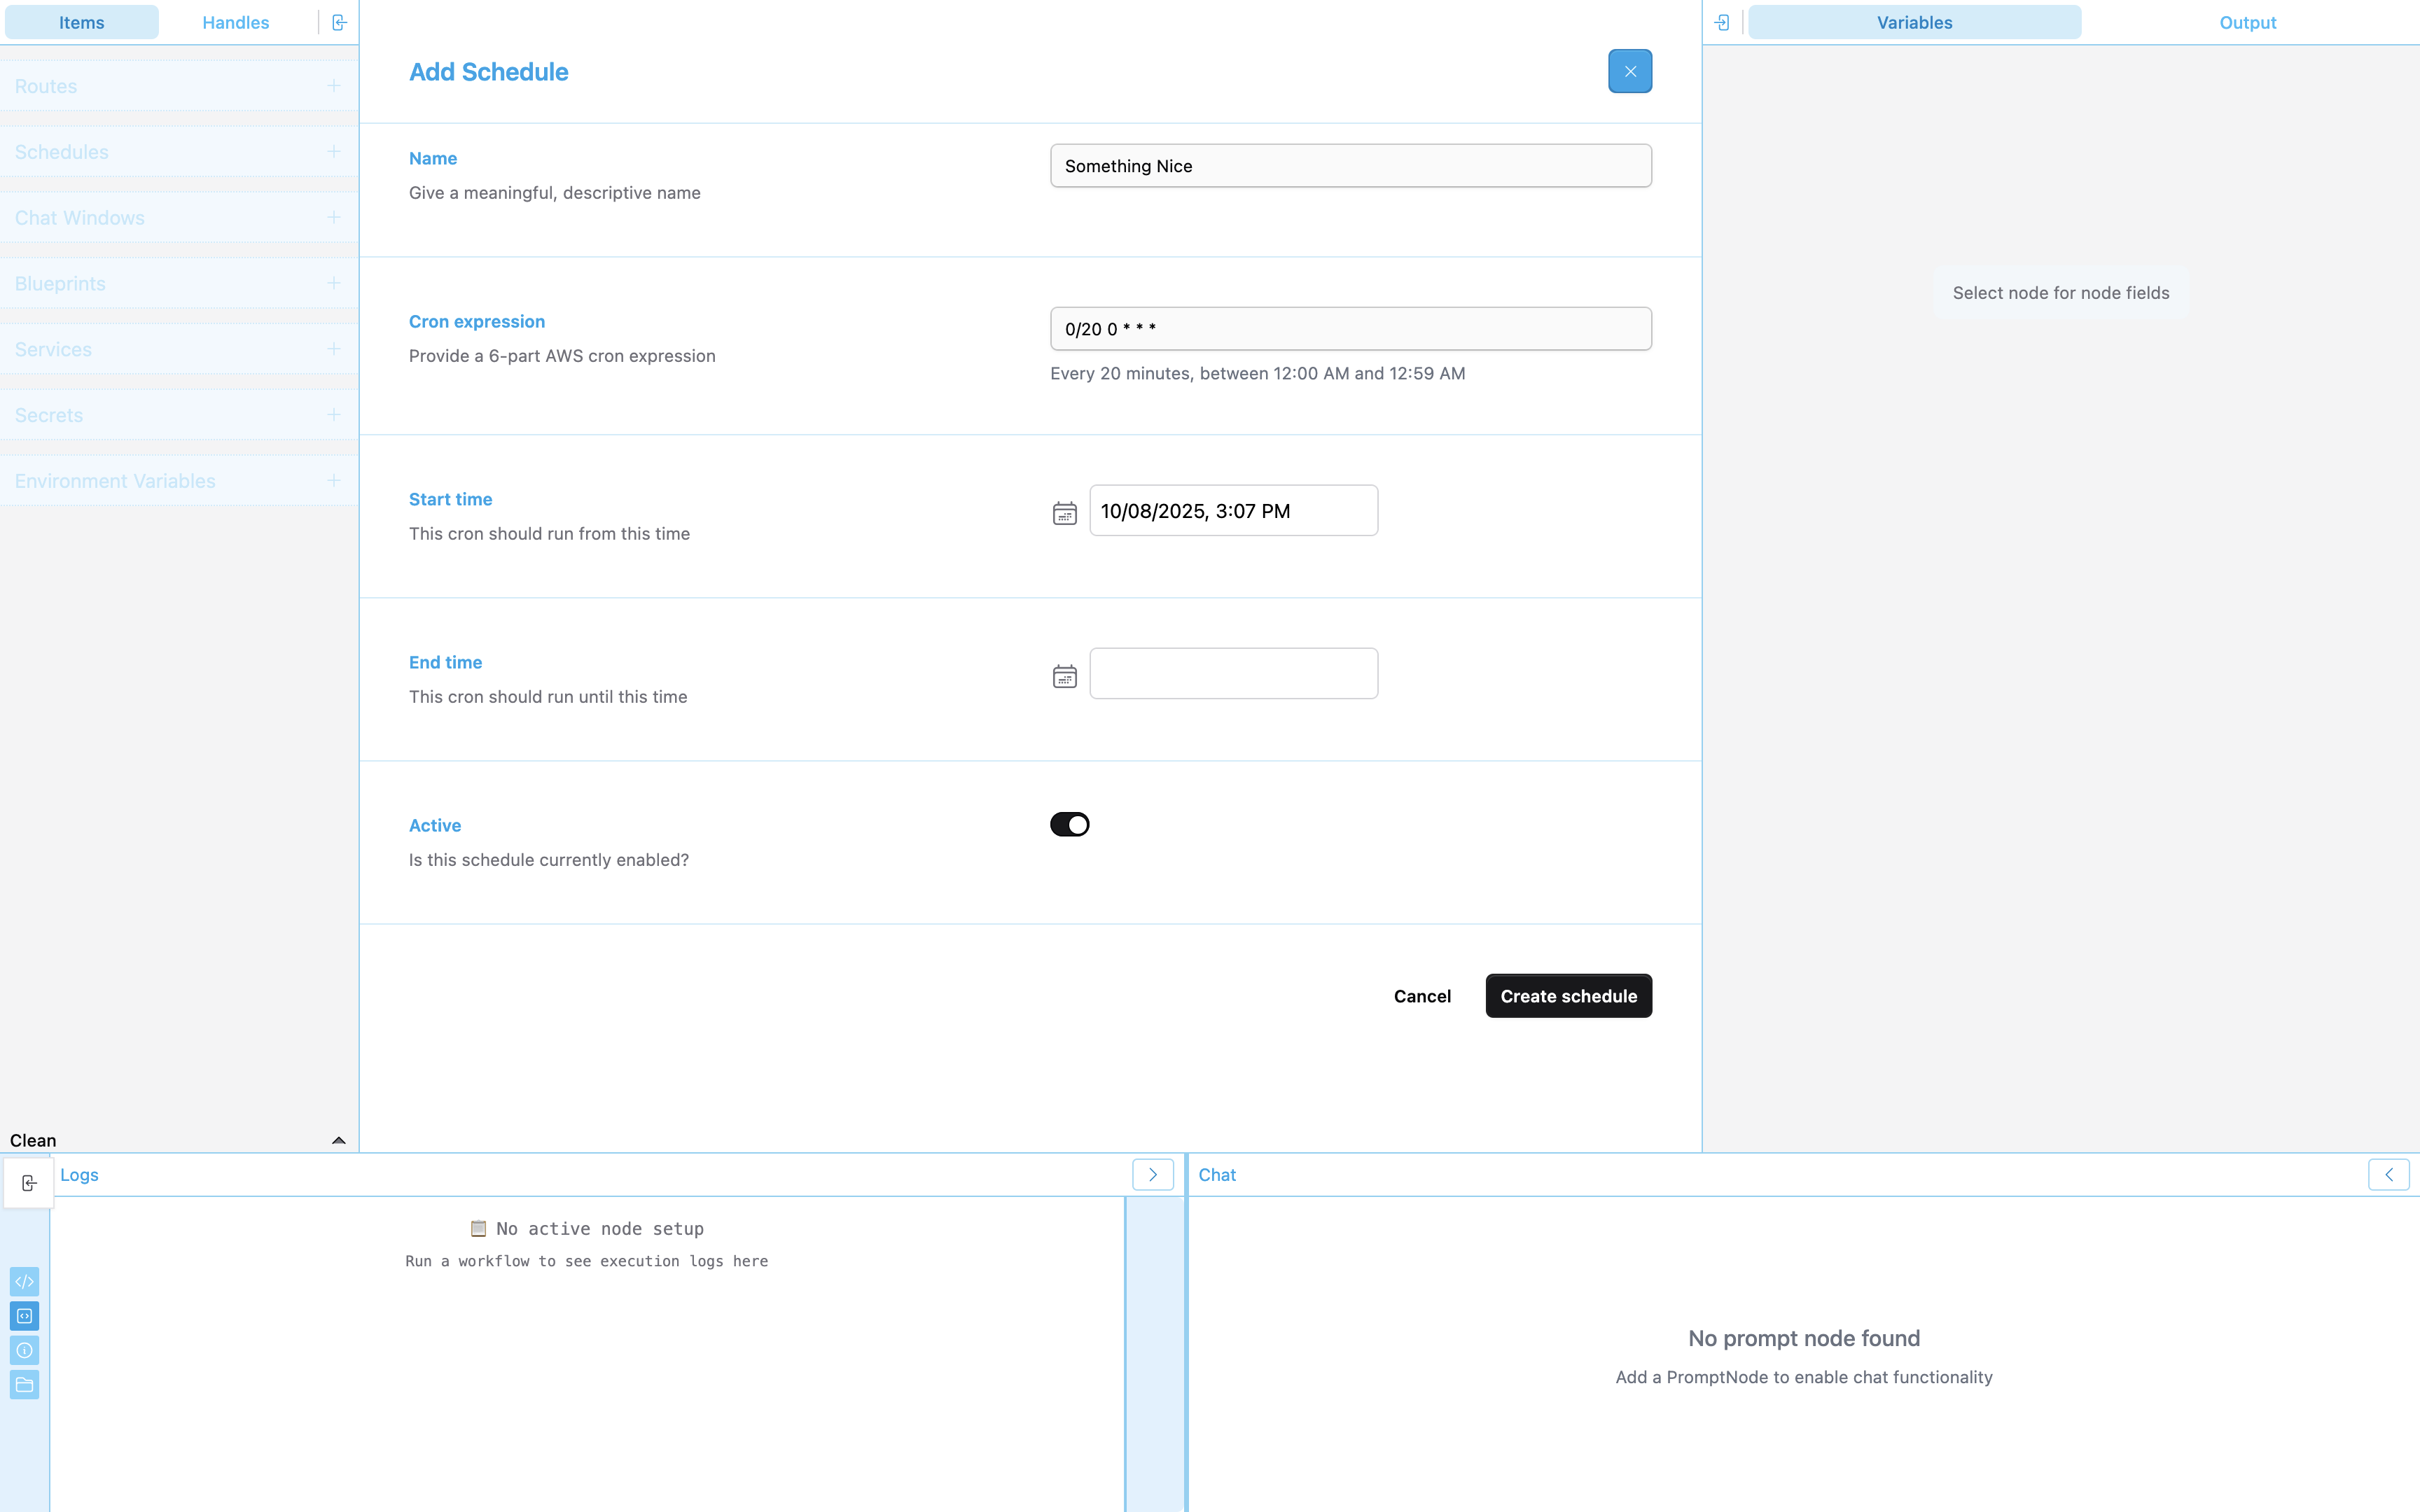 Items
Handles
Routes
Schedules
Chat Windows
Blueprints
Services
Secrets
Environment Variables
Clean
Add Schedule
Name
Give a meaningful, descriptive name
Something Nice
Cron expression
Provide a 6-part AWS cron expression
0/20 0 * * *
Every 20 minutes, between 12:00 AM and 12:59 AM
Start time
This cron should run from this time
10/08/2025, 3:07 PM
End time
This cron should run until this time
Active
Is this schedule currently enabled?
Cancel
Create schedule
Variables
Output
Select node for node fields
Logs
No active node setup
Run a workflow to see execution logs here
Chat
No prompt node found
Add a PromptNode to enable chat functionality